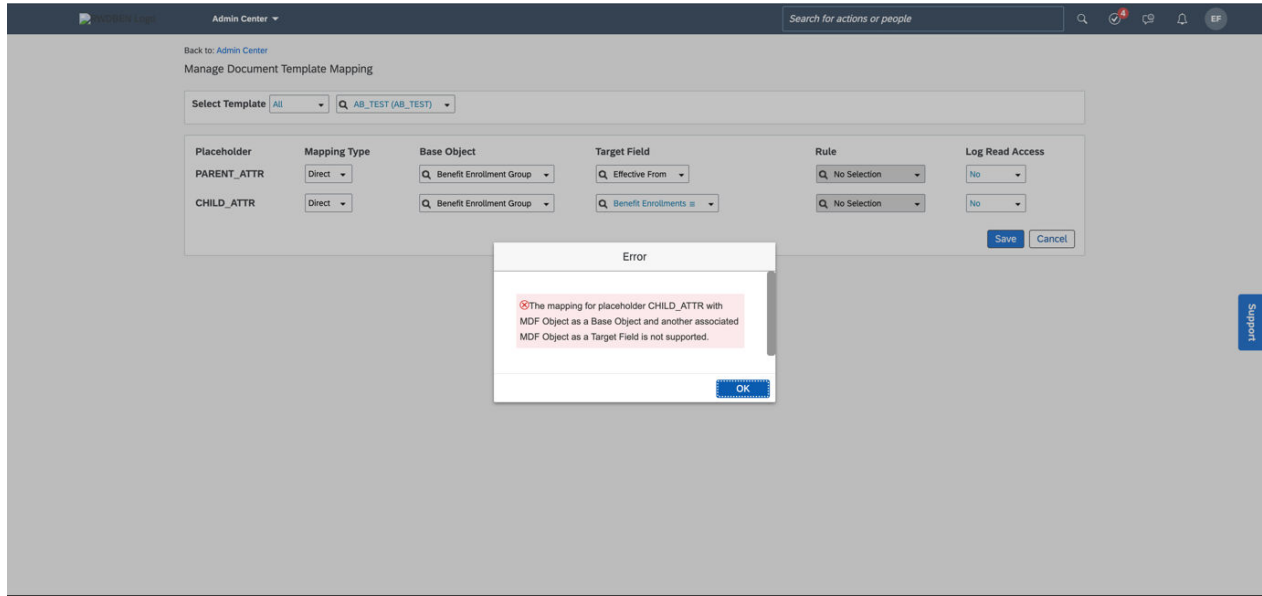 Admin Center
Search for actions or people
4
EF
Back to: Admin Center
Manage Document Template Mapping
Select Template All AB_TEST (AB_TEST)
Placeholder Mapping Type Base Object Target Field Rule Log Read Access
PARENT_ATTR Direct Benefit Enrollment Group Effective From No Selection No
CHILD_ATTR Direct Benefit Enrollment Group Benefit Enrollments No Selection No
Save Cancel
Error
The mapping for placeholder CHILD_ATTR with
MDF Object as a Base Object and another associated
MDF Object as a Target Field is not supported.
OK
Support